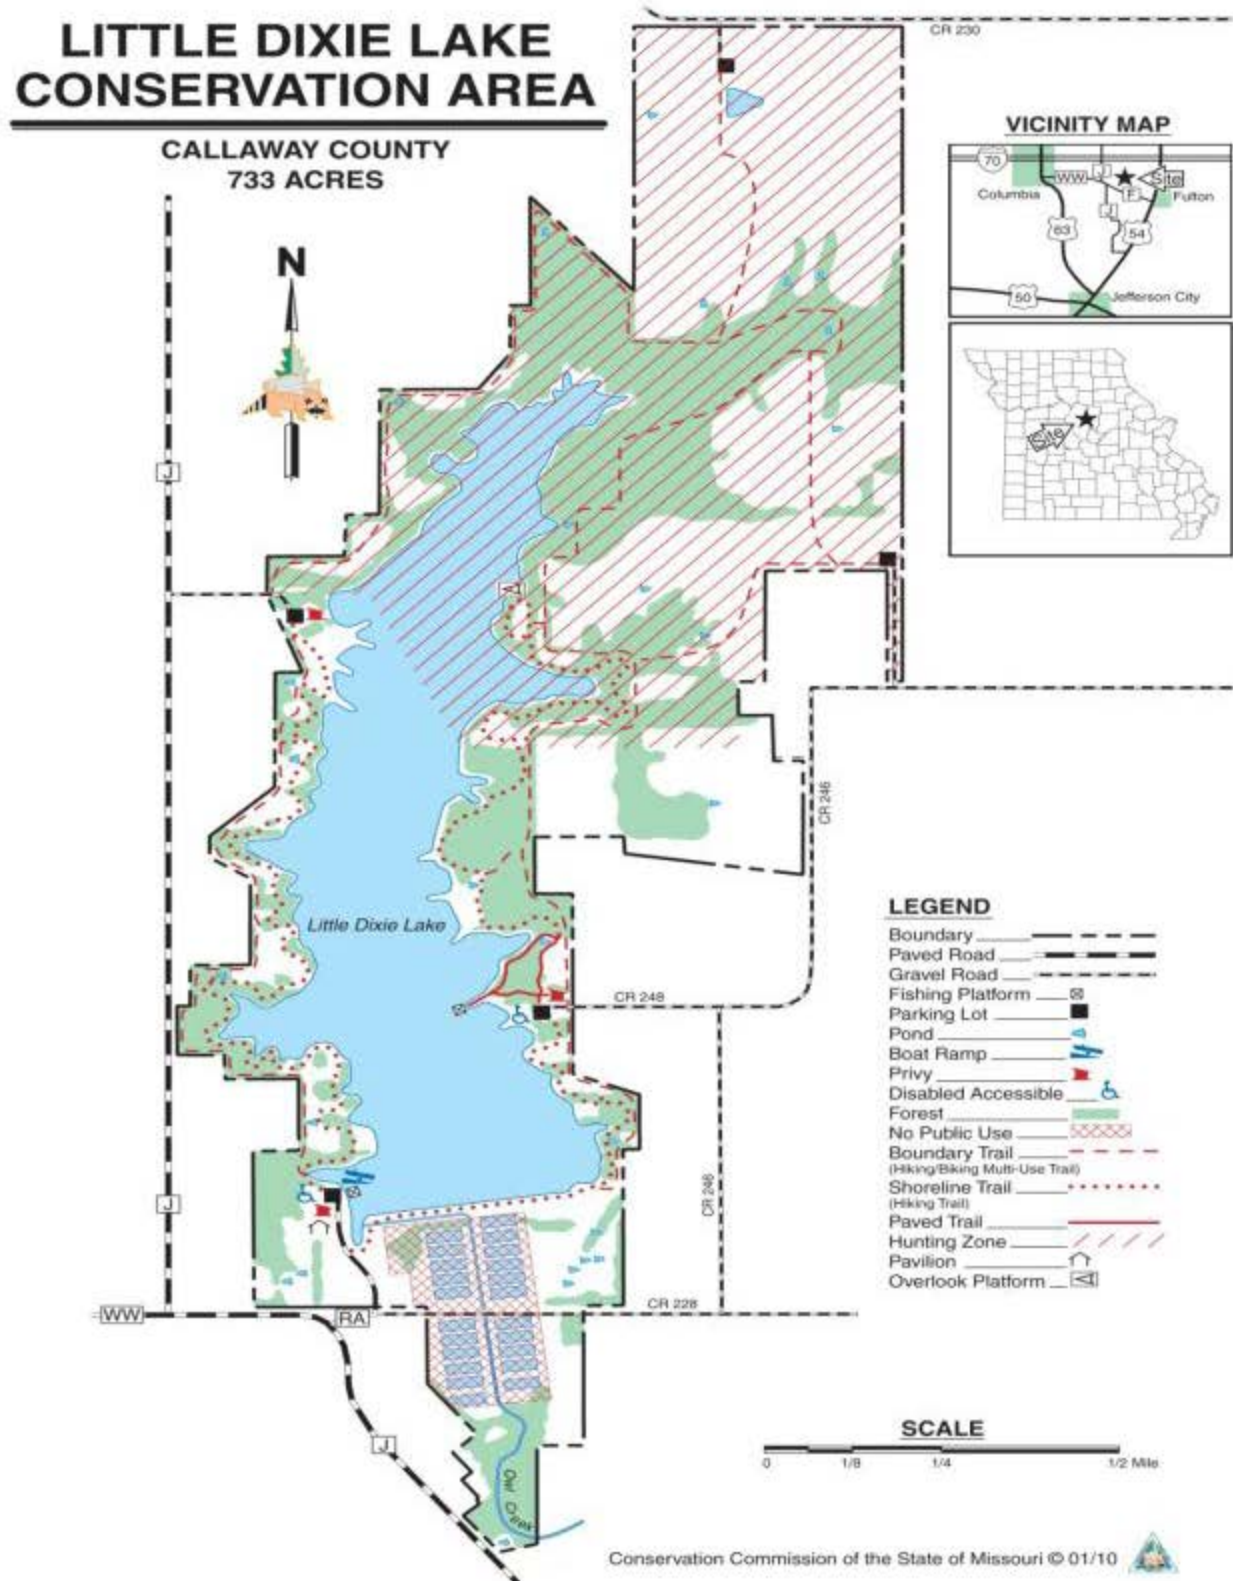 LITTLE DIXIE LAKE
CONSERVATION AREA
CALLAWAY COUNTY
733 ACRES
N
CR 230
VICINITY MAP
70
Columbia
WW
J
Site
F
Fulton
J
63
54
50
Jefferson City
Site
J
CR 246
Little Dixie Lake
CR 248
CR 246
J
WW
RA
CR 228
J
Owl Creek
LEGEND
Boundary
Paved Road
Gravel Road
Fishing Platform
Parking Lot
Pond
Boat Ramp
Privy
Disabled Accessible
Forest
No Public Use
Boundary Trail
(Hiking/Biking Multi-Use Trail)
Shoreline Trail
(Hiking Trail)
Paved Trail
Hunting Zone
Pavilion
Overlook Platform
SCALE
0 1/8 1/4 1/2 Mile
Conservation Commission of the State of Missouri © 01/10